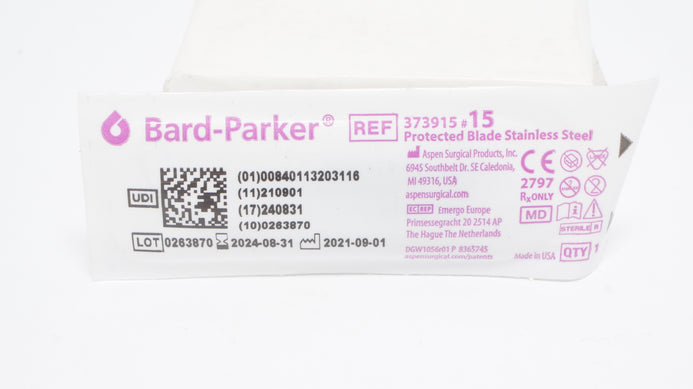 Bard-Parker®
REF 373915 #15
Protected Blade Stainless Steel
Aspen Surgical Products, Inc.
6945 Southbelt Dr. SE Caledonia,
MI 49316, USA
aspensurgical.com
EC REP Emergo Europe
Prinsessegracht 20 2514 AP
The Hague The Netherlands
DGW1056r01 P 8365745
aspensurgical.com/patents
CE
2797
Rx ONLY
MD
STERILE R
Made in USA QTY 1
UDI
(01)00840113203116
(11)210901
(17)240831
(10)0263870
LOT 0263870 2024-08-31 2021-09-01